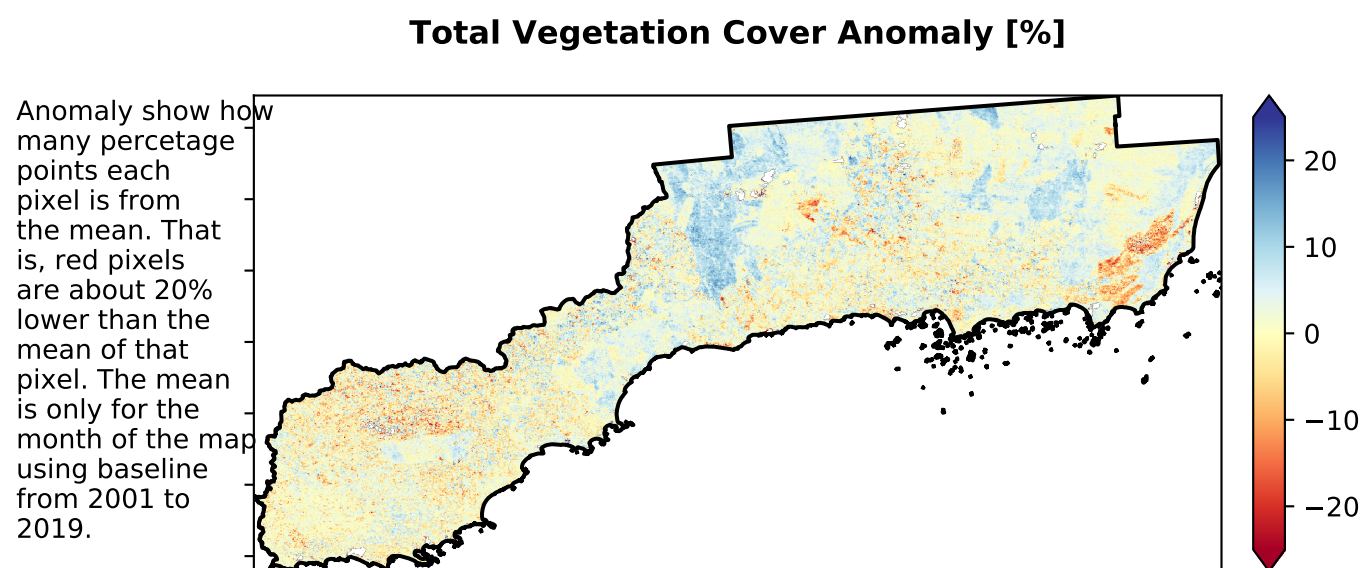 Total Vegetation Cover Anomaly [%]
Anomaly show how
many percetage
points each
pixel is from
the mean. That
is, red pixels
are about 20%
lower than the
mean of that
pixel. The mean
is only for the
month of the map
using baseline
from 2001 to
2019.
20
10
0
−10
−20